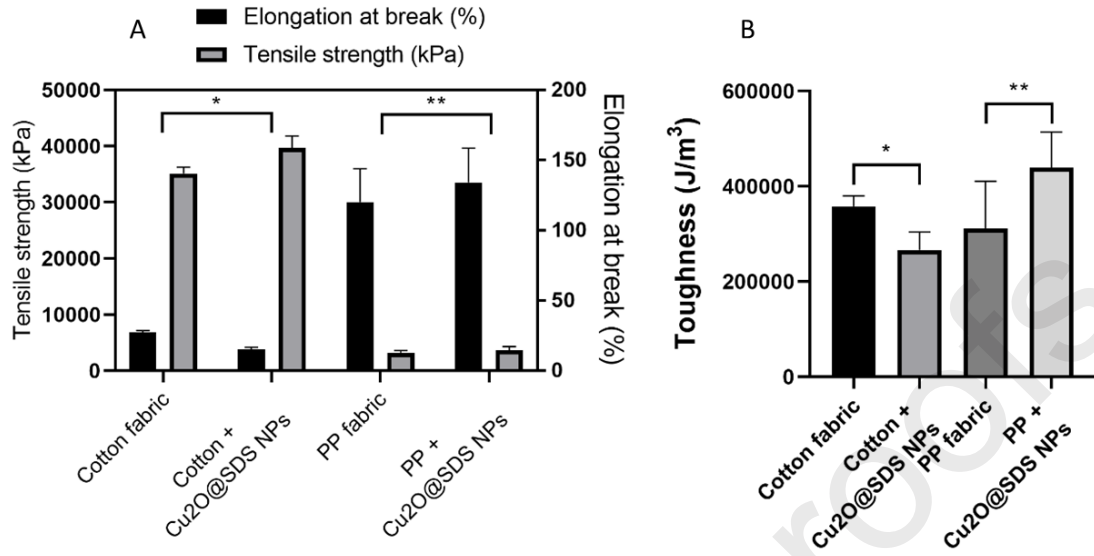 A
Elongation at break (%)
Tensile strength (kPa)
Tensile strength (kPa)
50000
40000
30000
20000
10000
0
*
**
200
150
100
50
0
Elongation at break (%)
Cotton fabric
Cotton +
Cu2O@SDS NPs
PP fabric
PP +
Cu2O@SDS NPs
B
Toughness (J/m³)
600000
400000
200000
0
*
**
Cotton fabric
Cotton +
Cu2O@SDS NPs
PP fabric
PP +
Cu2O@SDS NPs
roofs